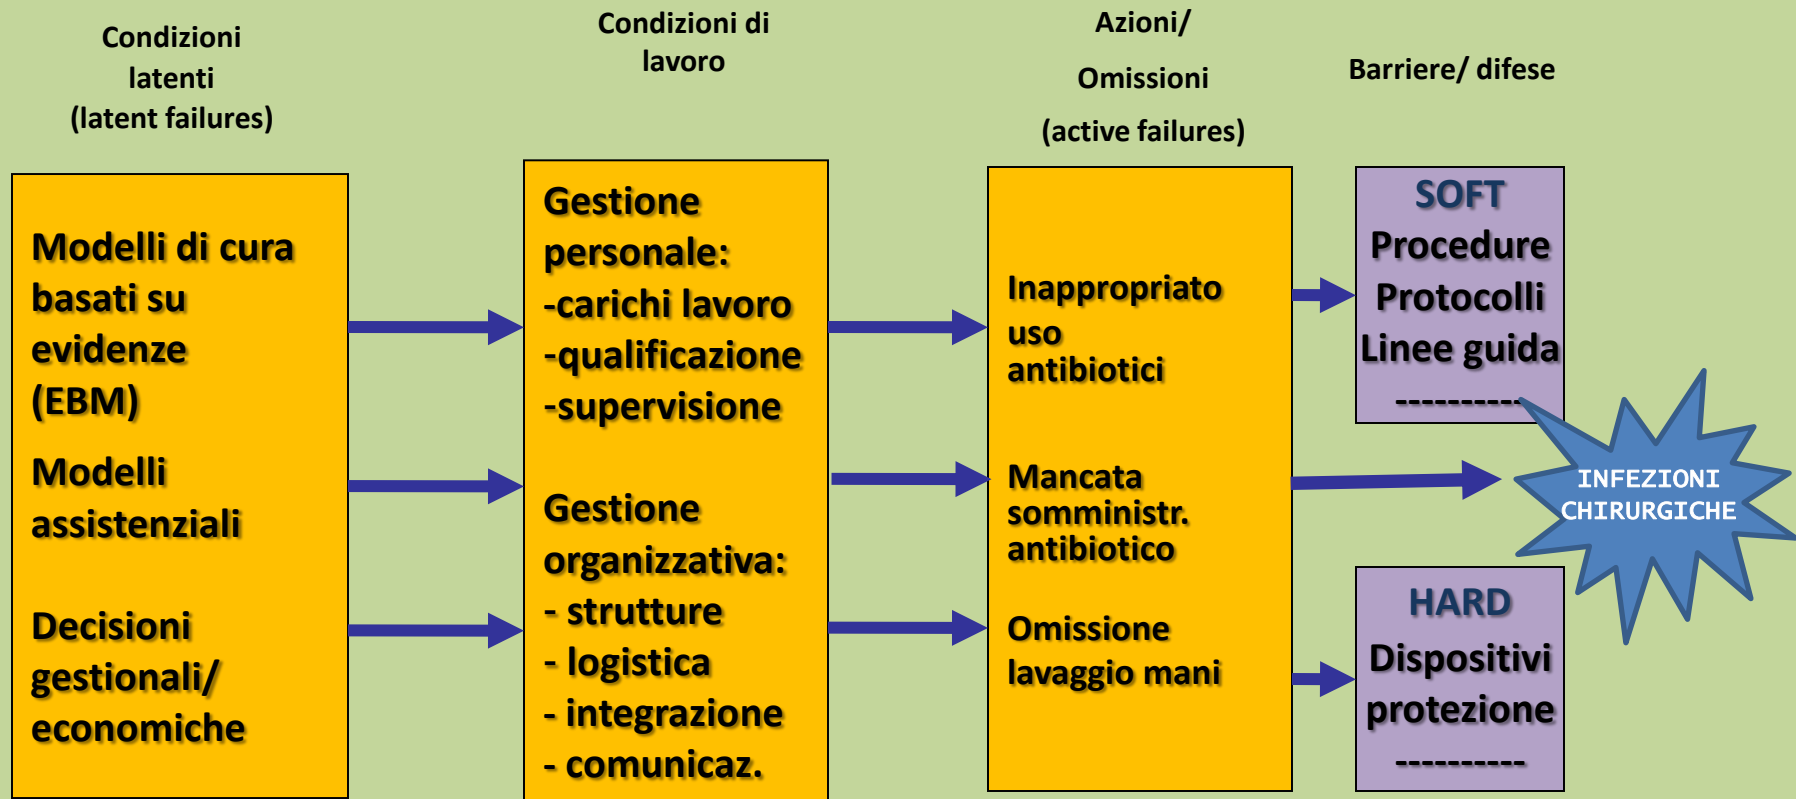 Condizioni
latenti
(latent failures)
Condizioni di
lavoro
Azioni/
Omissioni
(active failures)
Barriere/ difese
Modelli di cura
basati su
evidenze
(EBM)
Modelli
assistenziali
Decisioni
gestionali/
economiche
Gestione
personale:
-carichi lavoro
-qualificazione
-supervisione
Gestione
organizzativa:
- strutture
- logistica
- integrazione
- comunicaz.
Inappropriato
uso
antibiotici
Mancata
somministr.
antibiotico
Omissione
lavaggio mani
SOFT
Procedure
Protocolli
Linee guida
----------
INFEZIONI
CHIRURGICHE
HARD
Dispositivi
protezione
----------